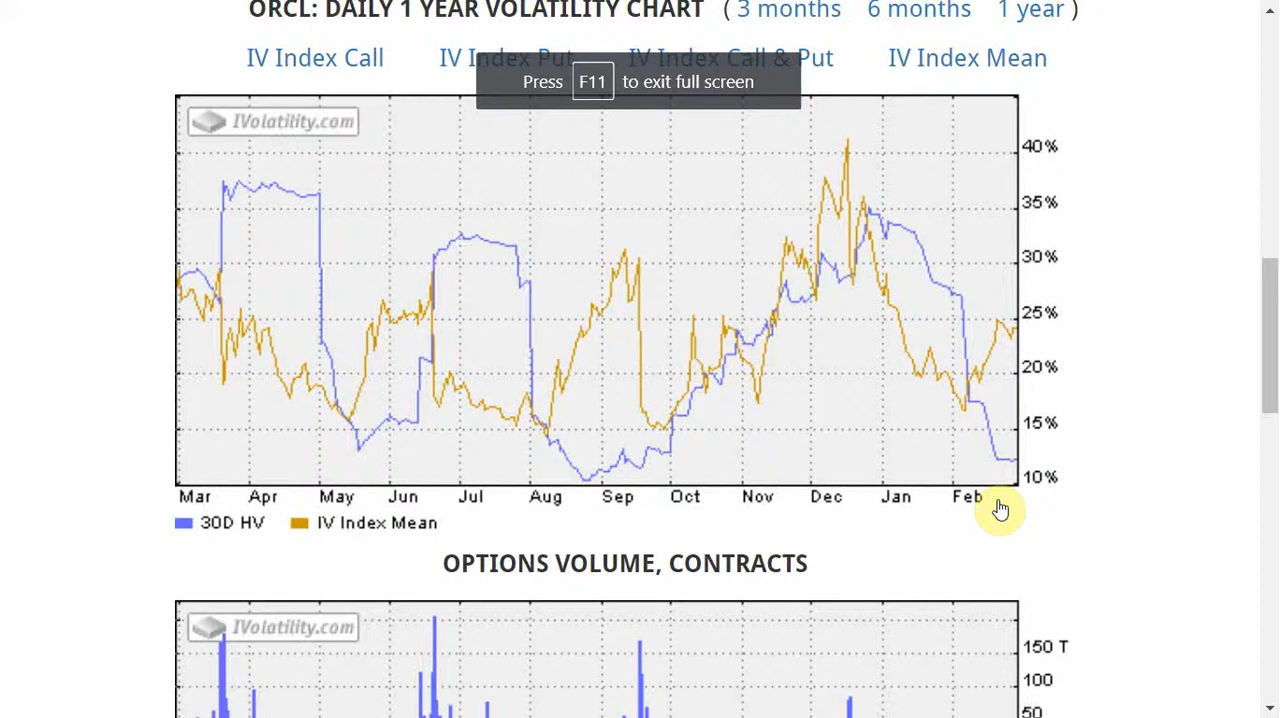 ORCL: DAILY 1 YEAR VOLATILITY CHART ( 3 months 6 months 1 year )
IV Index Call IV Index Put IV Index Call & Put IV Index Mean
Press F11 to exit full screen
IVolatility.com
40%
35%
30%
25%
20%
15%
10%
Mar Apr May Jun Jul Aug Sep Oct Nov Dec Jan Feb
30D HV IV Index Mean
OPTIONS VOLUME, CONTRACTS
IVolatility.com
150 T
100
50